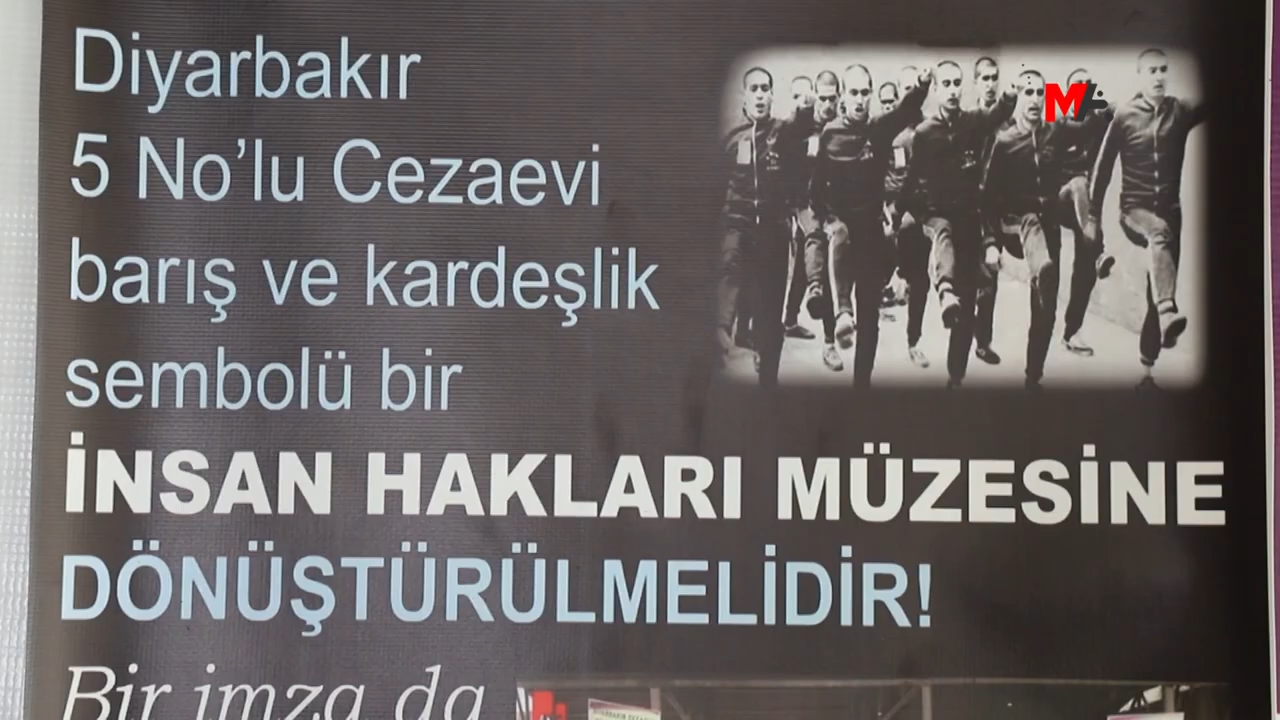 Diyarbakır
5 No'lu Cezaevi
barış ve kardeşlik
sembolü bir
İNSAN HAKLARI MÜZESİNE
DÖNÜŞTÜRÜLMELİDİR!
Bir imza da